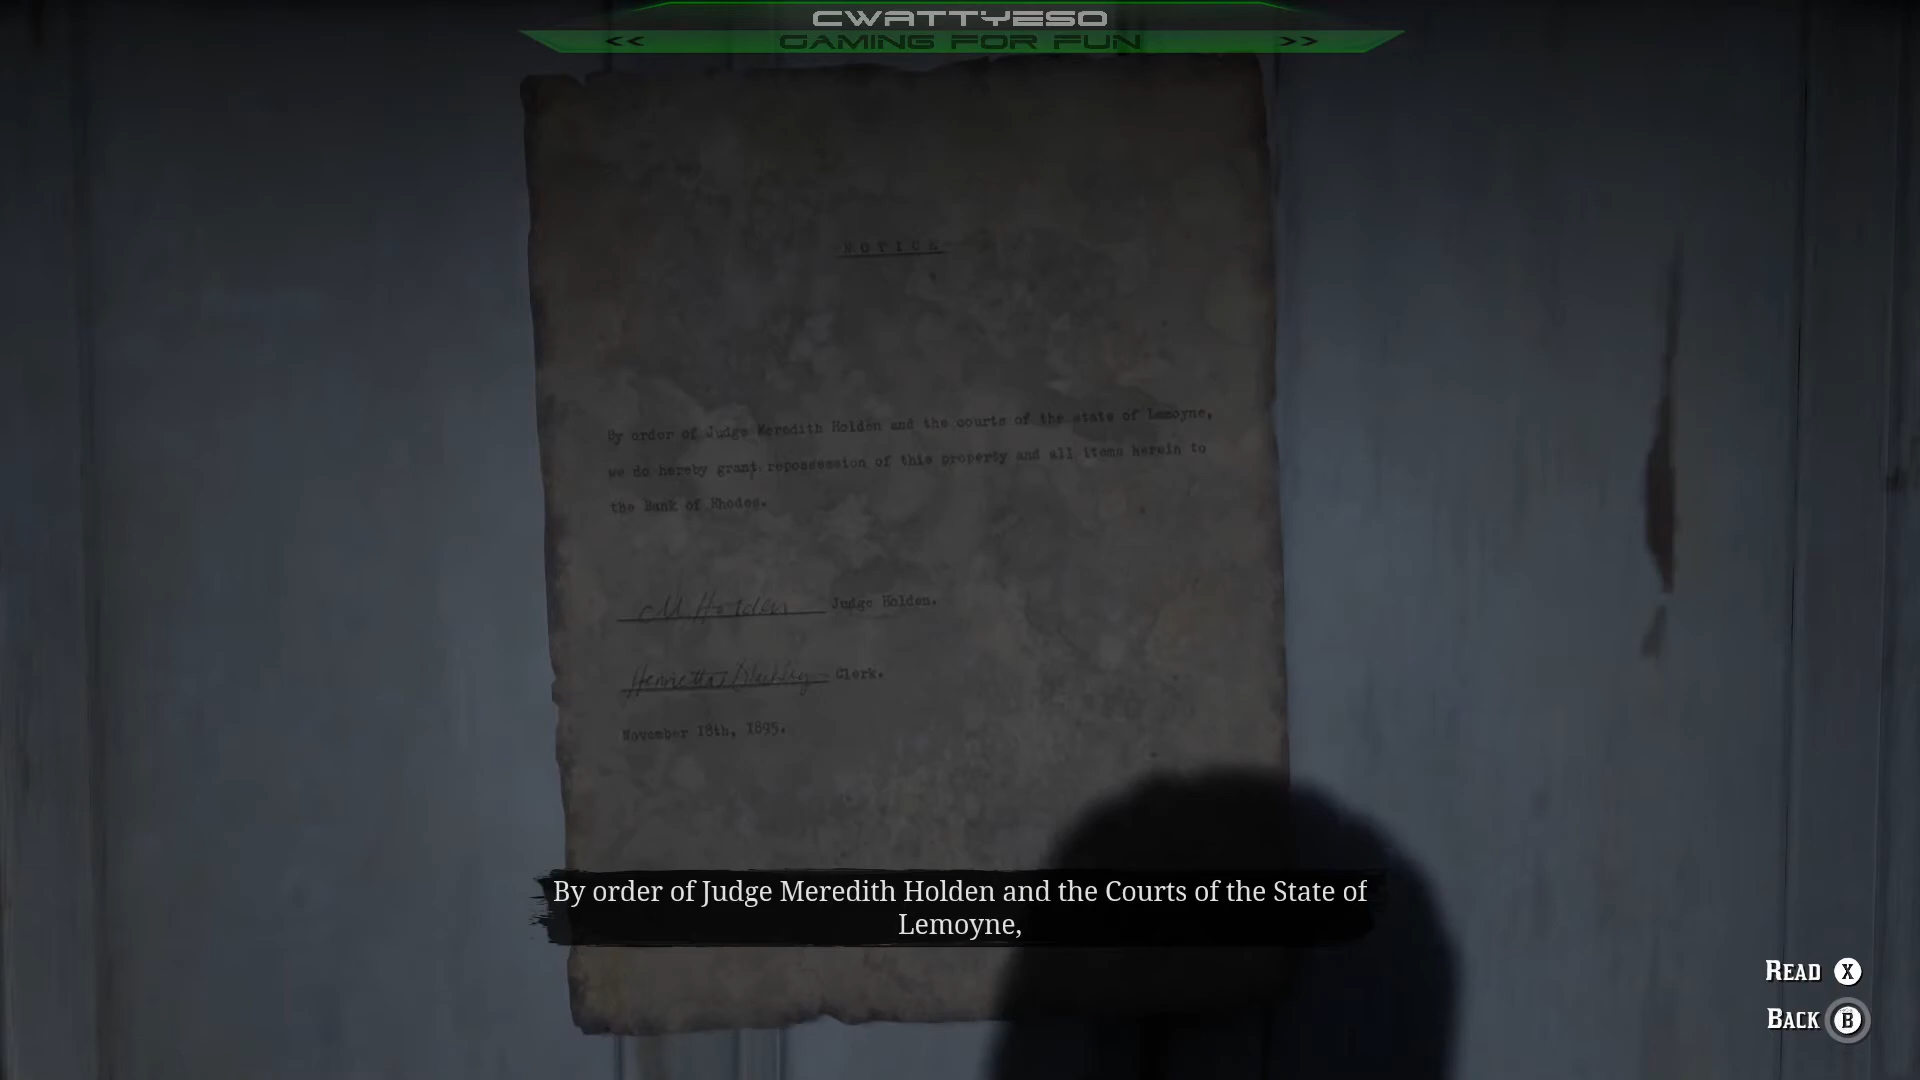 CWATTYESO
<< GAMING FOR FUN >>
NOTICE
By order of Judge Meredith Holden and the courts of the state of Lemoyne,
we do hereby grant repossession of this property and all items herein to
the Bank of Rhodes.
M. Holden Judge Holden.
Henrietta Clerk.
November 18th, 1895.
By order of Judge Meredith Holden and the Courts of the State of
Lemoyne,
READ X
BACK B